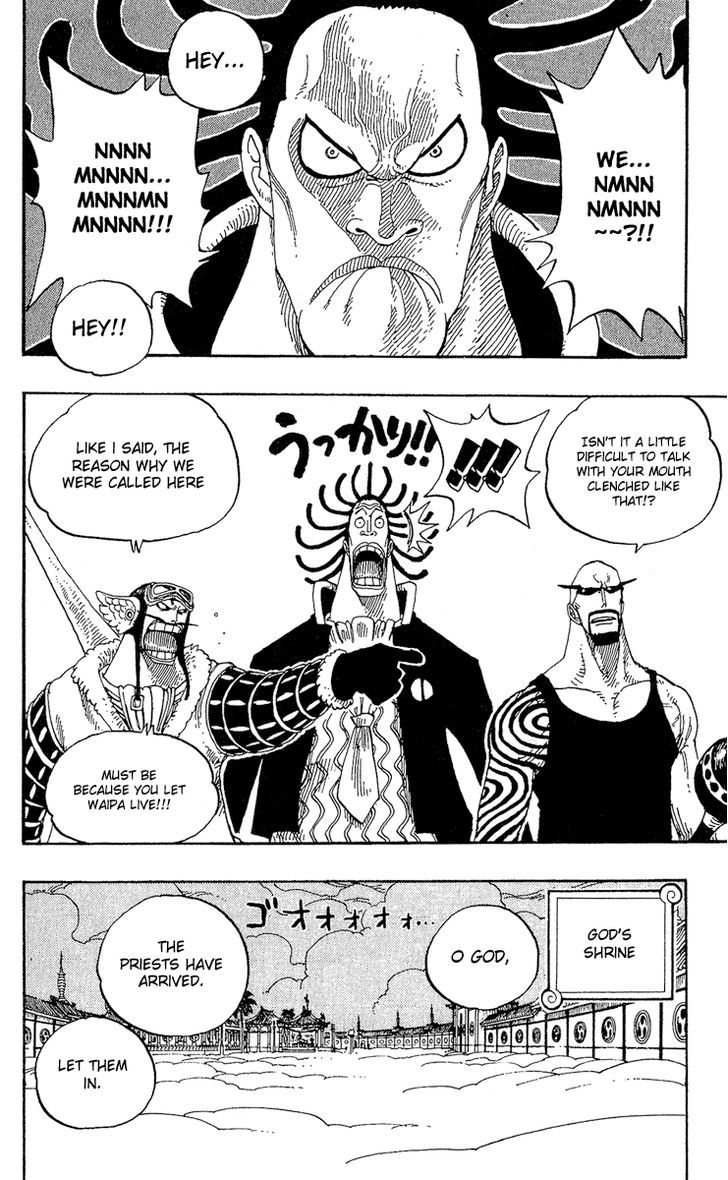 HEY...
WE...
NMNN
NMNNN
~~?!!
NNNN
MNNNN...
MNNNMN
MNNNN!!!
HEY!!
ISN'T IT A LITTLE
DIFFICULT TO TALK
WITH YOUR MOUTH
CLENCHED LIKE
THAT!?
!!!
うっかり!!
LIKE I SAID, THE
REASON WHY WE
WERE CALLED HERE
MUST BE
BECAUSE YOU LET
WAIPA LIVE!!!
GOD'S
SHRINE
O GOD,
ゴオオオオオ...
THE
PRIESTS HAVE
ARRIVED.
LET THEM
IN.